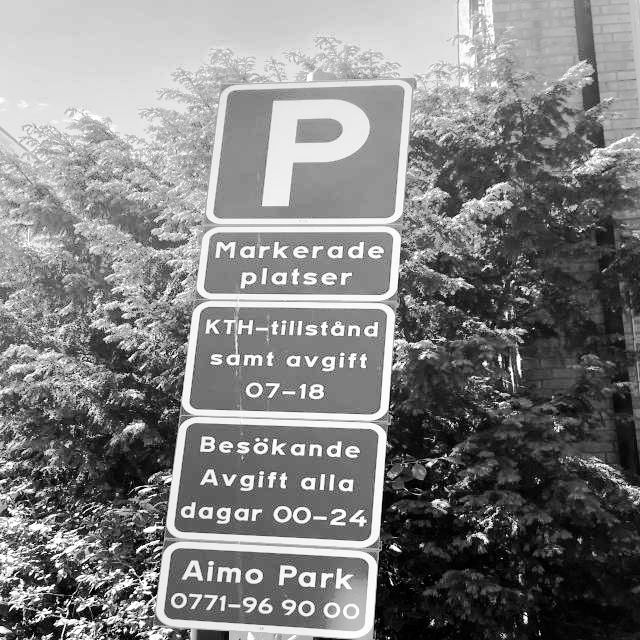 P
Markerade
platser
KTH-tillstånd
samt avgift
07-18
Besökande
Avgift alla
dagar 00-24
Aimo Park
0771-96 90 00